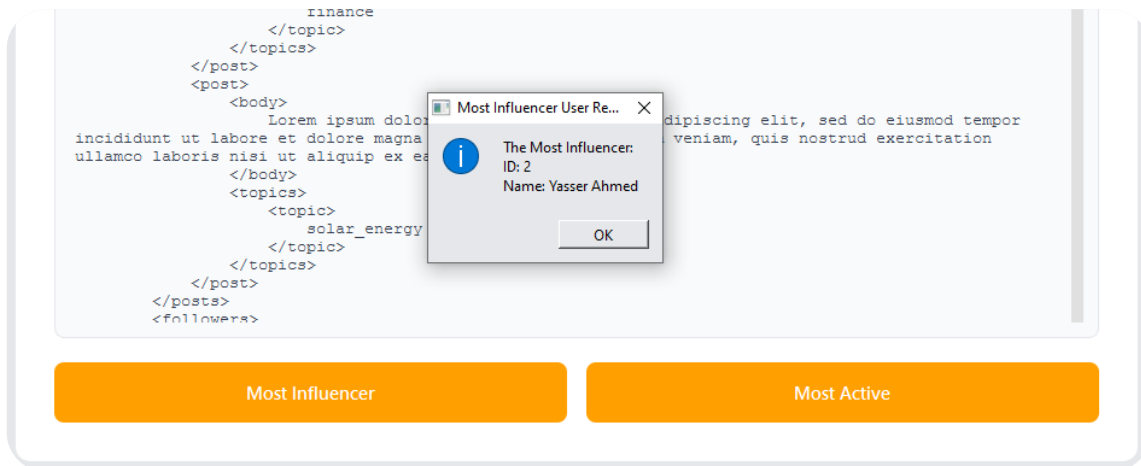 finance
</topic>
</topics>
</post>
<post>
<body>
Lorem ipsum dolor
dipiscing elit, sed do eiusmod tempor
incididunt ut labore et dolore magna
veniam, quis nostrud exercitation
ullamco laboris nisi ut aliquip ex ea
</body>
<topics>
<topic>
solar_energy
</topic>
</topics>
</post>
</posts>
<followers>
Most Influencer User Re...
The Most Influencer:
ID: 2
Name: Yasser Ahmed
OK
Most Influencer
Most Active